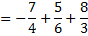 = −7/4 + 5/6 + 8/3